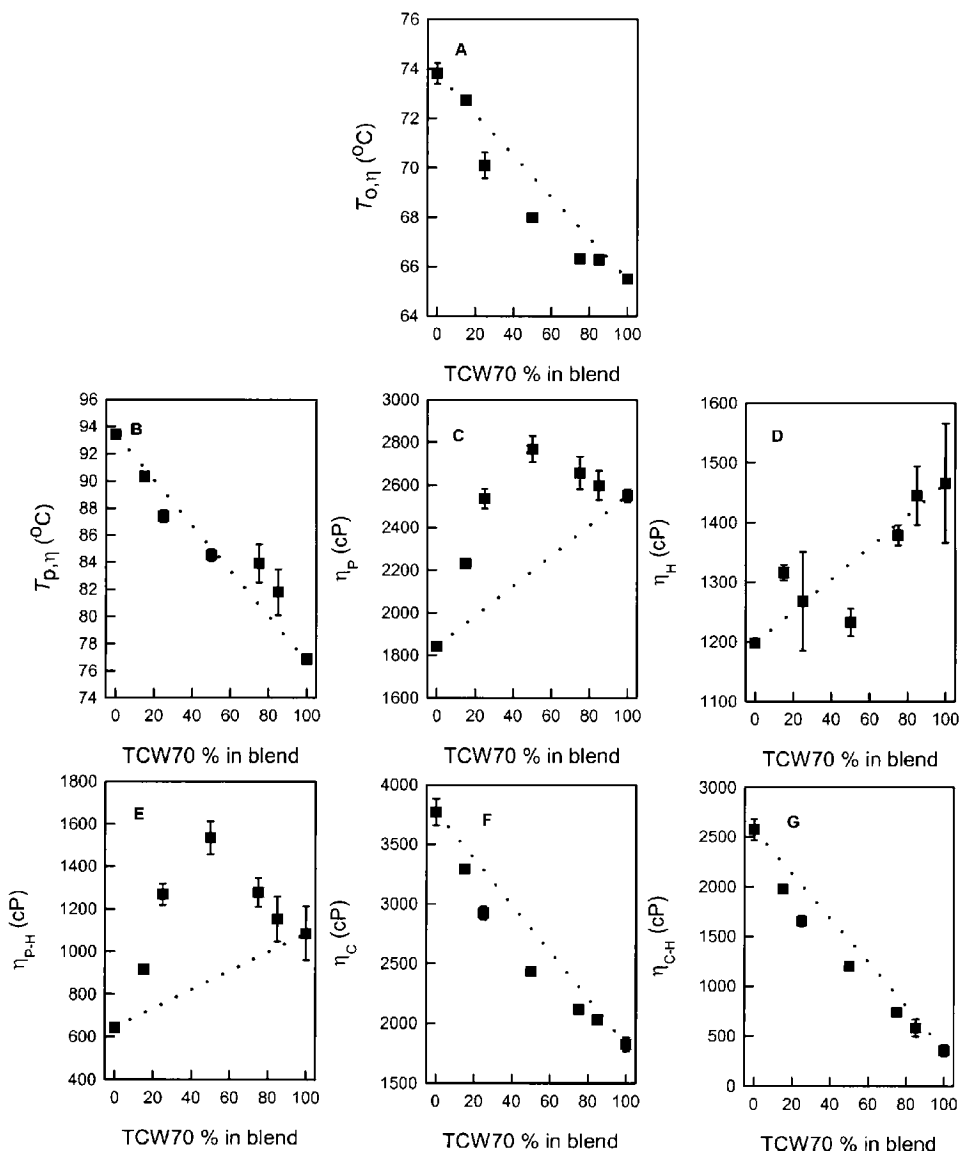 A
76
74
72
70
68
66
64
T_{o,η} (°C)
0 20 40 60 80 100
TCW70 % in blend
B
96
94
92
90
88
86
84
82
80
78
76
74
T_{p,η} (°C)
0 20 40 60 80 100
TCW70 % in blend
C
3000
2800
2600
2400
2200
2000
1800
1600
η_P (cP)
0 20 40 60 80 100
TCW70 % in blend
D
1600
1500
1400
1300
1200
1100
η_H (cP)
0 20 40 60 80 100
TCW70 % in blend
E
1800
1600
1400
1200
1000
800
600
400
η_{P-H} (cP)
0 20 40 60 80 100
TCW70 % in blend
F
4000
3500
3000
2500
2000
1500
η_C (cP)
0 20 40 60 80 100
TCW70 % in blend
G
3000
2500
2000
1500
1000
500
0
η_{C-H} (cP)
0 20 40 60 80 100
TCW70 % in blend